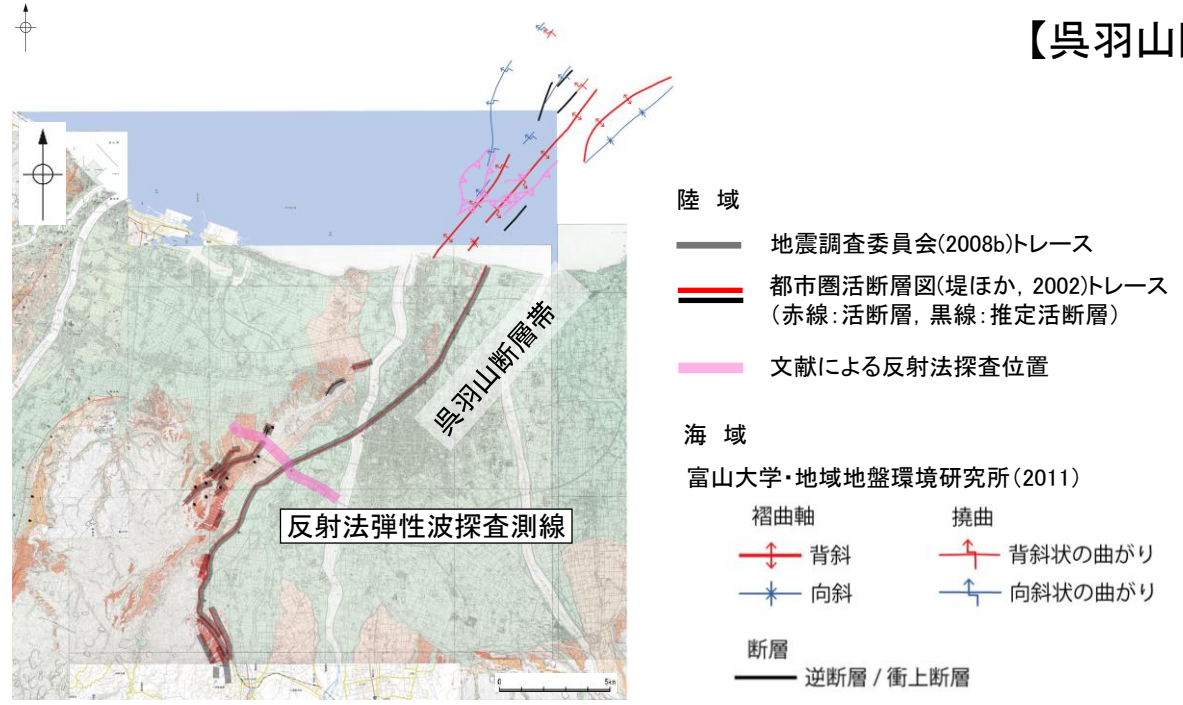 【呉羽山
陸 域
地震調査委員会(2008b)トレース
都市圏活断層図(堤ほか, 2002)トレース
(赤線:活断層, 黒線:推定活断層)
文献による反射法探査位置
呉羽山断層帯
反射法弾性波探査測線
海 域
富山大学・地域地盤環境研究所(2011)
褶曲軸
撓曲
背斜
背斜状の曲がり
向斜
向斜状の曲がり
断層
逆断層 / 衝上断層
0 5km